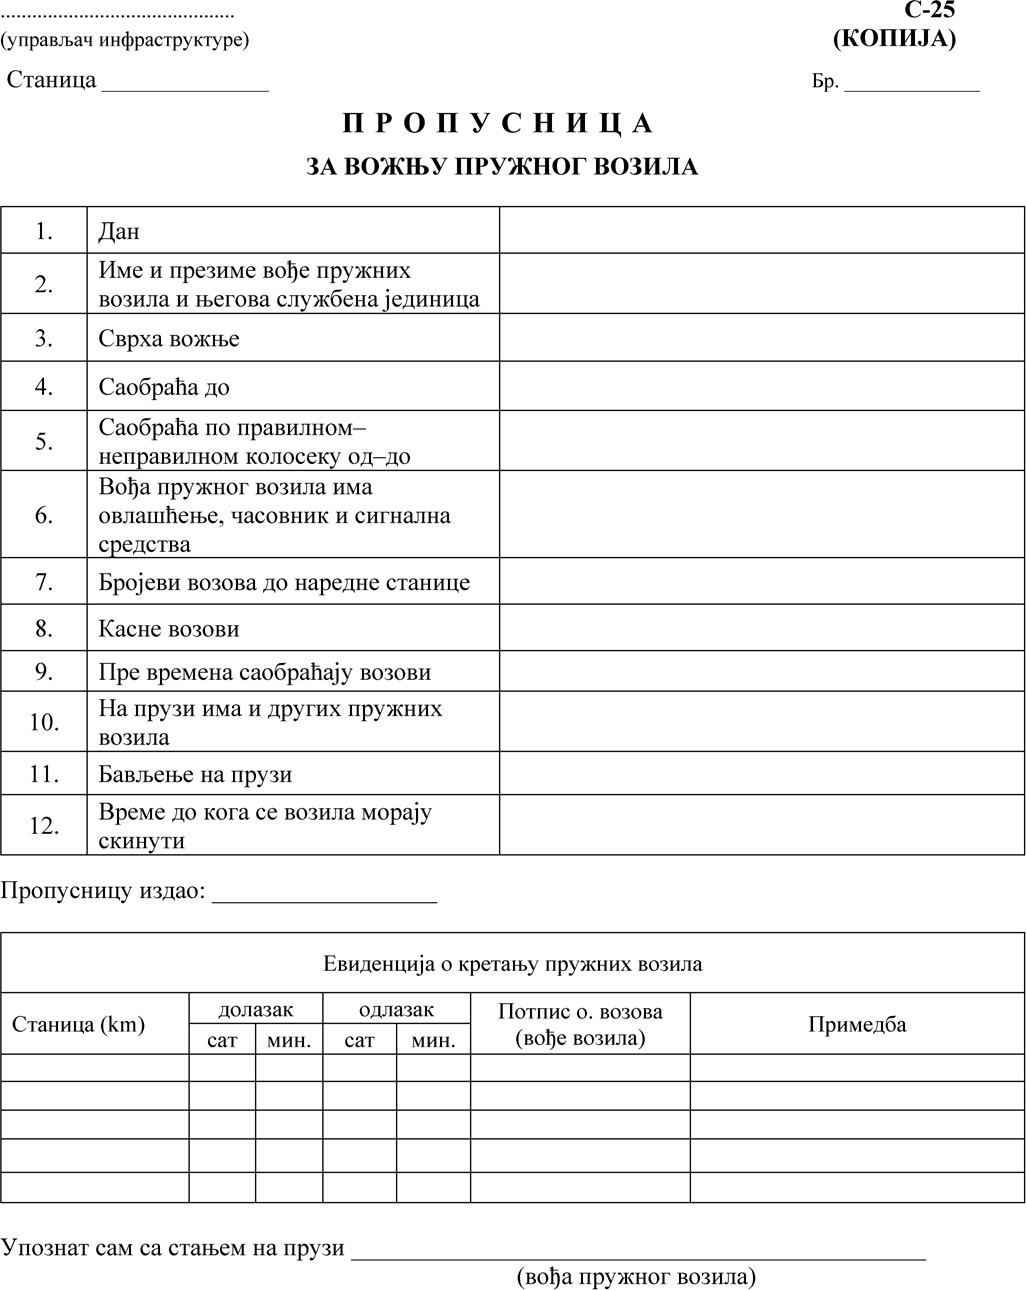 ............................................. С-25
(управљач инфраструктуре) (КОПИЈА)
Станица ______________ Бр. ____________
П Р О П У С Н И Ц А
ЗА ВОЖЊУ ПРУЖНОГ ВОЗИЛА
1. Дан
2. Име и презиме вође пружних
возила и његова службена јединица
3. Сврха вожње
4. Саобраћа до
5. Саобраћа по правилном–
неправилном колосеку од–до
6. Вођа пружног возила има
овлашћење, часовник и сигнална
средства
7. Бројеви возова до наредне станице
8. Касне возови
9. Пре времена саобраћају возови
10. На прузи има и других пружних
возила
11. Бављење на прузи
12. Време до кога се возила морају
скинути
Пропусницу издао: __________________
Евиденција о кретању пружних возила
Станица (km) долазак одлазак Потпис о. возова
(вође возила) Примедба
сат мин. сат мин.
Упознат сам са стањем на прузи ______________________________________________
(вођа пружног возила)